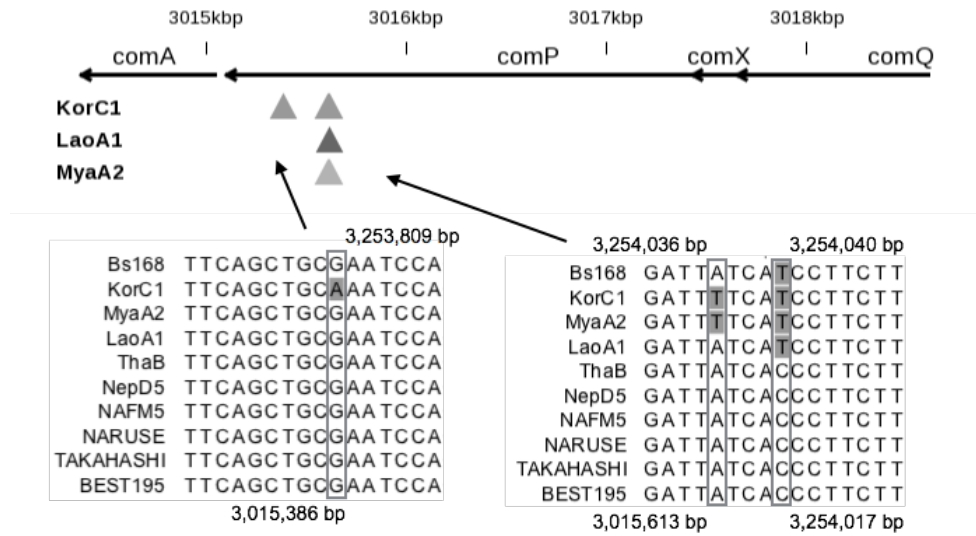 3015kbp 3016kbp 3017kbp 3018kbp
comA comP comX comQ
KorC1
LaoA1
MyaA2
3,253,809 bp
Bs168 TTCAGCTGCGAATCCA
KorC1 TTCAGCTGCAAATCCA
MyaA2 TTCAGCTGCGAATCCA
LaoA1 TTCAGCTGCGAATCCA
ThaB TTCAGCTGCGAATCCA
NepD5 TTCAGCTGCGAATCCA
NAFM5 TTCAGCTGCGAATCCA
NARUSE TTCAGCTGCGAATCCA
TAKAHASHI TTCAGCTGCGAATCCA
BEST195 TTCAGCTGCGAATCCA
3,015,386 bp
3,254,036 bp 3,254,040 bp
Bs168 GATTATCATCCTTCTT
KorC1 GATTTTCATCCTTCTT
MyaA2 GATTTTCATCCTTCTT
LaoA1 GATTATCATCCTTCTT
ThaB GATTATCACCCTTCTT
NepD5 GATTATCACCCTTCTT
NAFM5 GATTATCACCCTTCTT
NARUSE GATTATCACCCTTCTT
TAKAHASHI GATTATCACCCTTCTT
BEST195 GATTATCACCCTTCTT
3,015,613 bp 3,254,017 bp